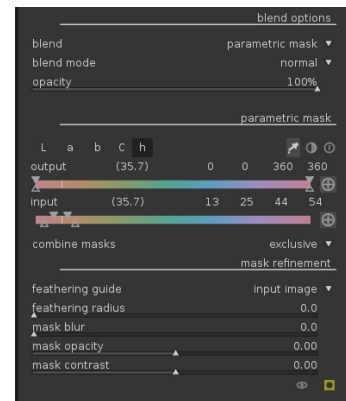 blend options
blend parametric mask
blend mode normal
opacity 100%
parametric mask
L a b C h
output (35.7) 0 0 360 360
input (35.7) 13 25 44 54
combine masks exclusive
mask refinement
feathering guide input image
feathering radius 0.0
mask blur 0.0
mask opacity 0.00
mask contrast 0.00